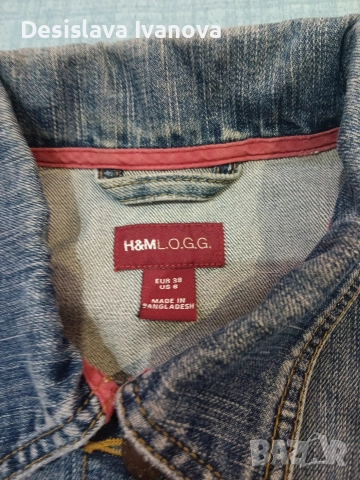 Desislava Ivanova
H&M L.O.G.G.
EUR 38
US 8
MADE IN
BANGLADESH
BAZAR